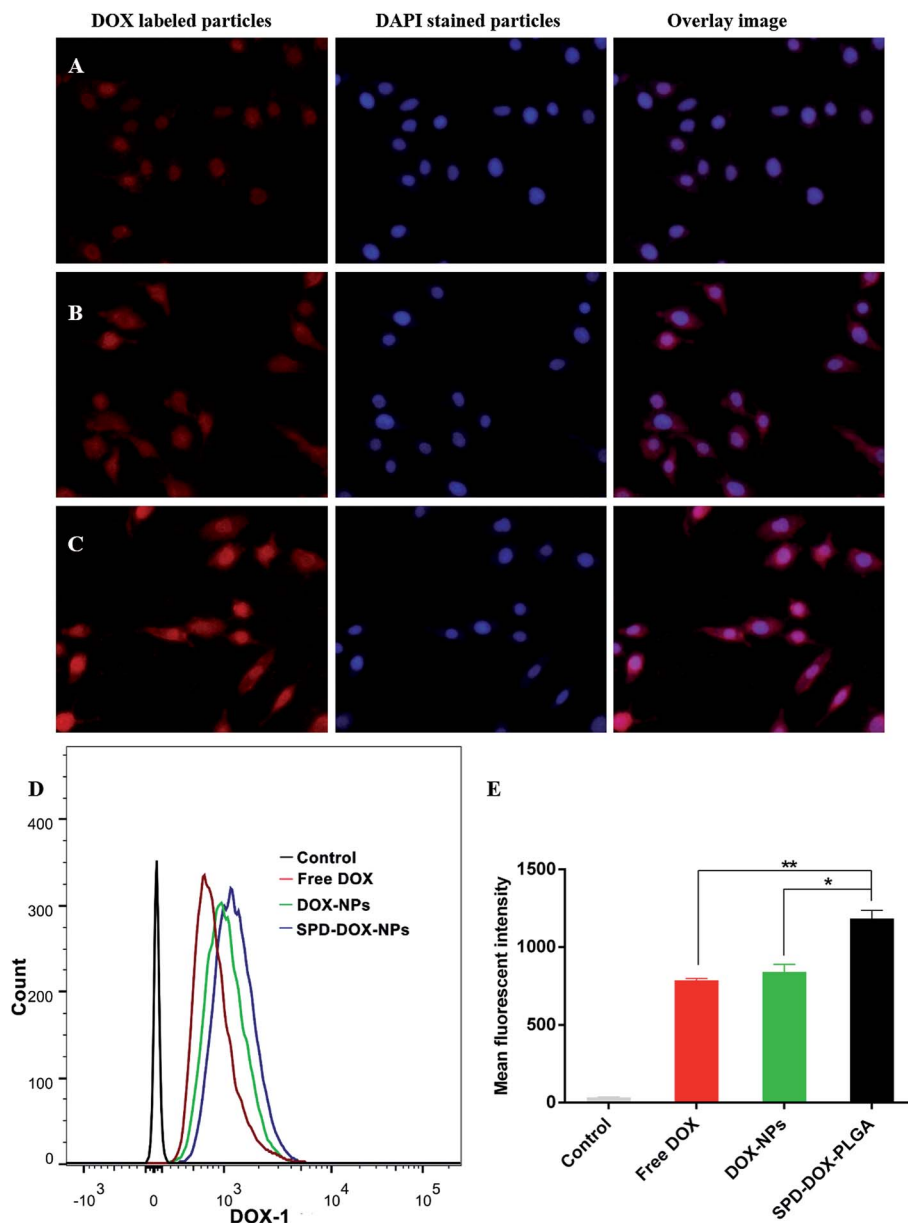 DOX labeled particles DAPI stained particles Overlay image
A
B
C
D
400
300
200
100
0
Count
Control
Free DOX
DOX-NPs
SPD-DOX-NPs
-10³ 0 10³ 10⁴ 10⁵
DOX-1
E
1500
1000
500
0
Mean fluorescent intensity
**
*
Control
Free DOX
DOX-NPs
SPD-DOX-PLGA